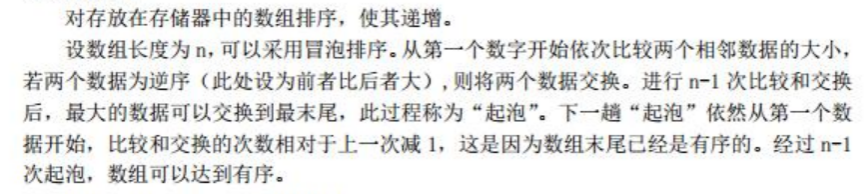 对存放在存储器中的数组排序，使其递增。
设数组长度为n，可以采用冒泡排序。从第一个数字开始依次比较两个相邻数据的大小，
若两个数据为逆序（此处设为前者比后者大），则将两个数据交换。进行 n-1 次比较和交换
后，最大的数据可以交换到最末尾，此过程称为“起泡”。下一趟“起泡”依然从第一个数
据开始，比较和交换的次数相对于上一次减 1，这是因为数组末尾已经是有序的。经过 n-1
次起泡，数组可以达到有序。